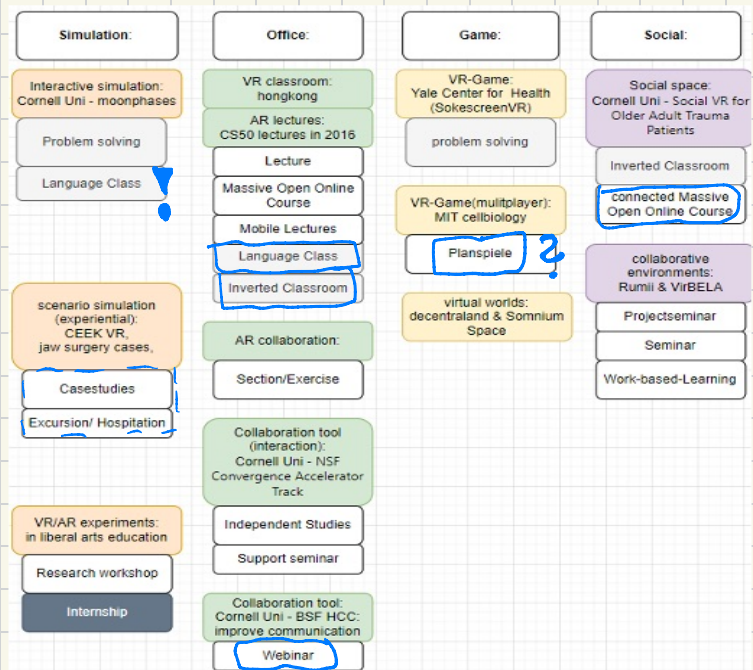 Simulation:
Office:
Game:
Social:
Interactive simulation:
Cornell Uni - moonphases
Problem solving
Language Class
!
scenario simulation
(experiential):
CEEK VR,
jaw surgery cases,
Casestudies
Excursion/ Hospitation
VR/AR experiments:
in liberal arts education
Research workshop
Internship
VR classroom:
hongkong
AR lectures:
CS50 lectures in 2016
Lecture
Massive Open Online
Course
Mobile Lectures
Language Class
Inverted Classroom
AR collaboration:
Section/Exercise
Collaboration tool
(interaction):
Cornell Uni - NSF
Convergence Accelerator
Track
Independent Studies
Support seminar
Collaboration tool:
Cornell Uni - BSF HCC:
improve communication
Webinar
VR-Game:
Yale Center for Health
(SokescreenVR)
problem solving
VR-Game(mulitplayer):
MIT cellbiology
Planspiele
?
virtual worlds:
decentraland & Somnium
Space
Social space:
Cornell Uni - Social VR for
Older Adult Trauma
Patients
Inverted Classroom
connected Massive
Open Online Course
collaborative
environments:
Rumii & VirBELA
Projectseminar
Seminar
Work-based-Learning